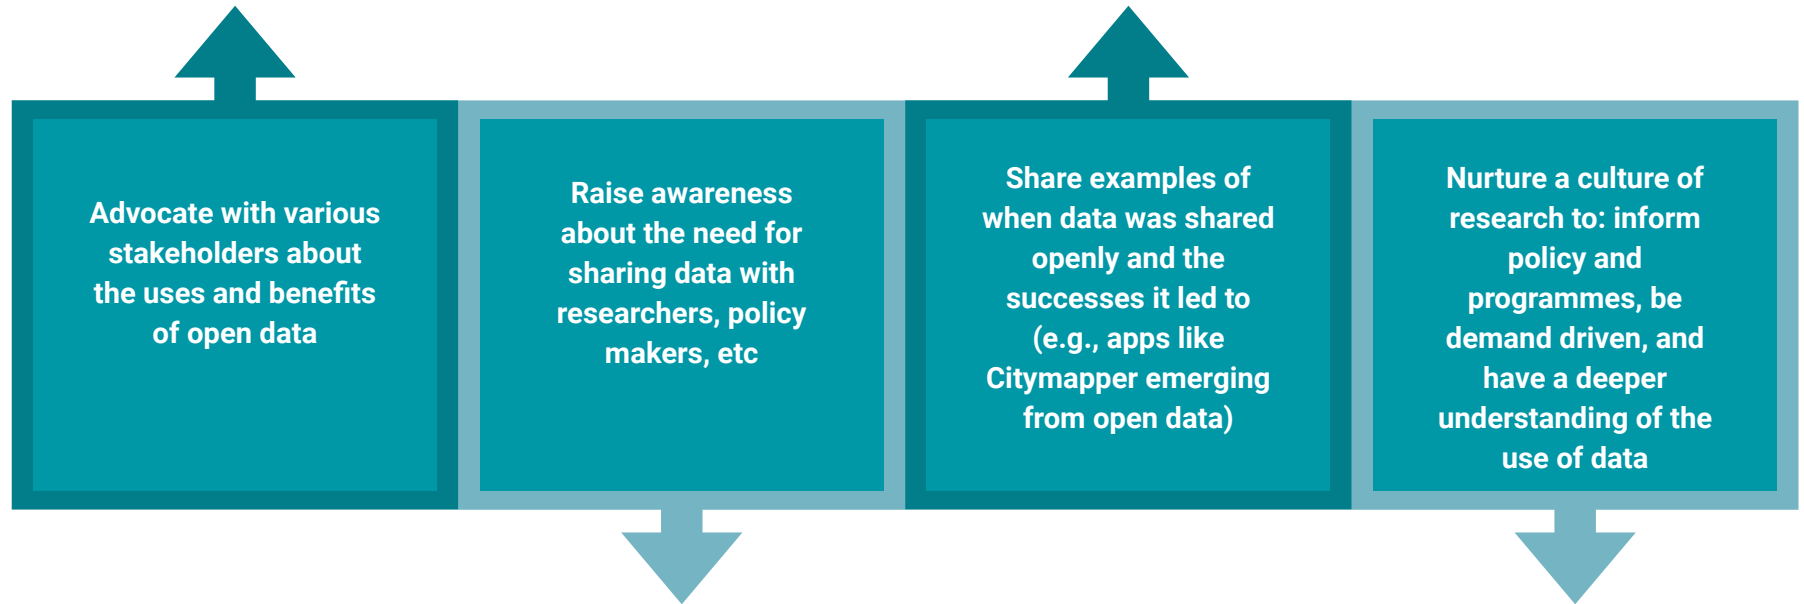 Advocate with various
stakeholders about
the uses and benefits
of open data
Raise awareness
about the need for
sharing data with
researchers, policy
makers, etc
Share examples of
when data was shared
openly and the
successes it led to
(e.g., apps like
Citymapper emerging
from open data)
Nurture a culture of
research to: inform
policy and
programmes, be
demand driven, and
have a deeper
understanding of the
use of data